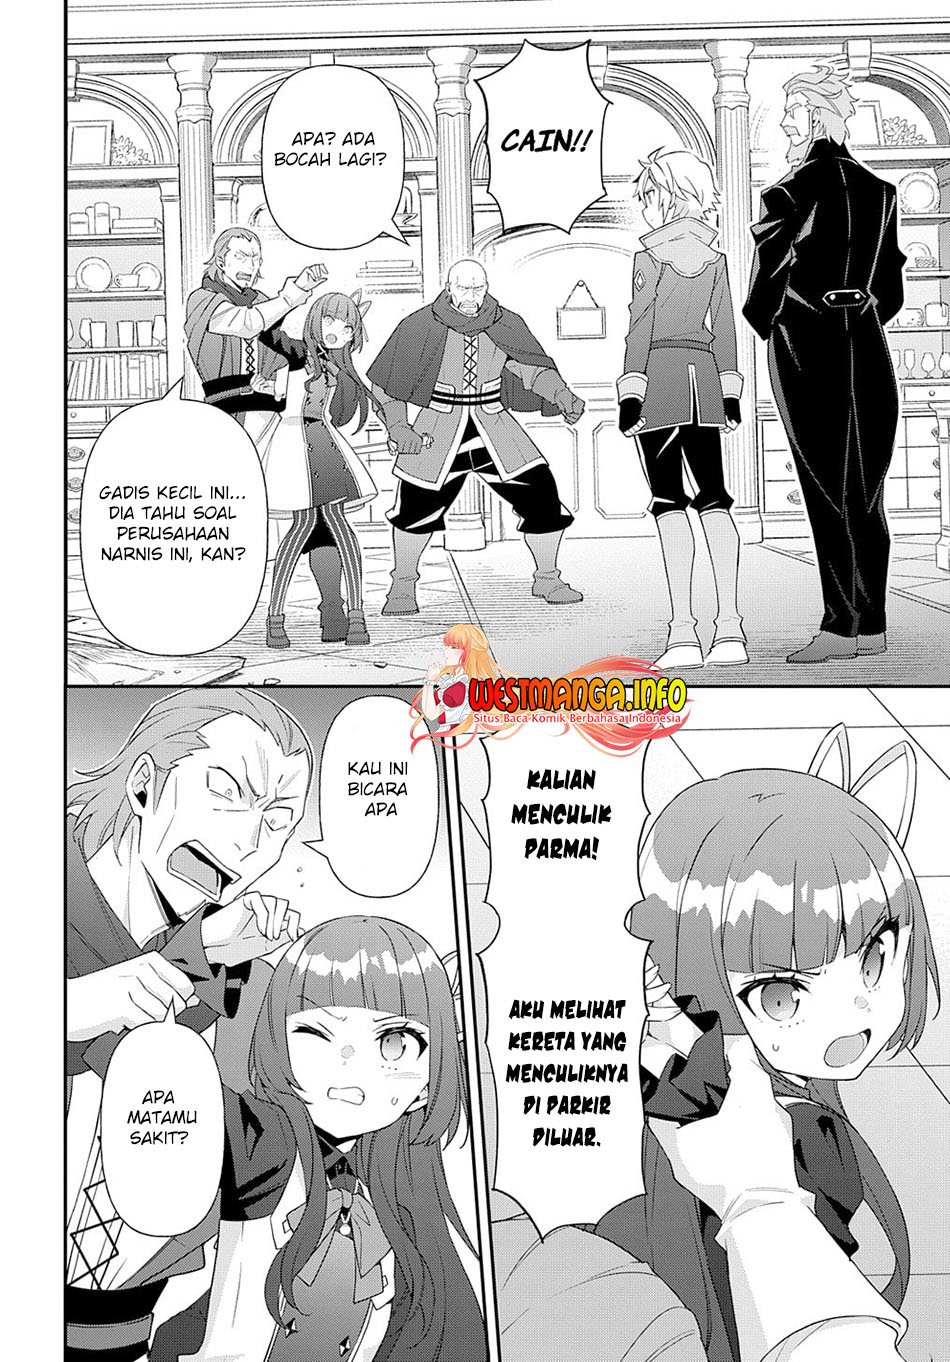 CAIN!!
APA? ADA
BOCAH LAGI?
GADIS KECIL INI...
DIA TAHU SOAL
PERUSAHAAN
NARNIS INI, KAN?
WESTMANGA.INFO
Situs Baca Komik Berbahasa Indonesia
KALIAN
MENCULIK
PARMA!
AKU MELIHAT
KERETA YANG
MENCULIKNYA
DI PARKIR
DILUAR.
KAU INI
BICARA
APA
APA
MATAMU
SAKIT?